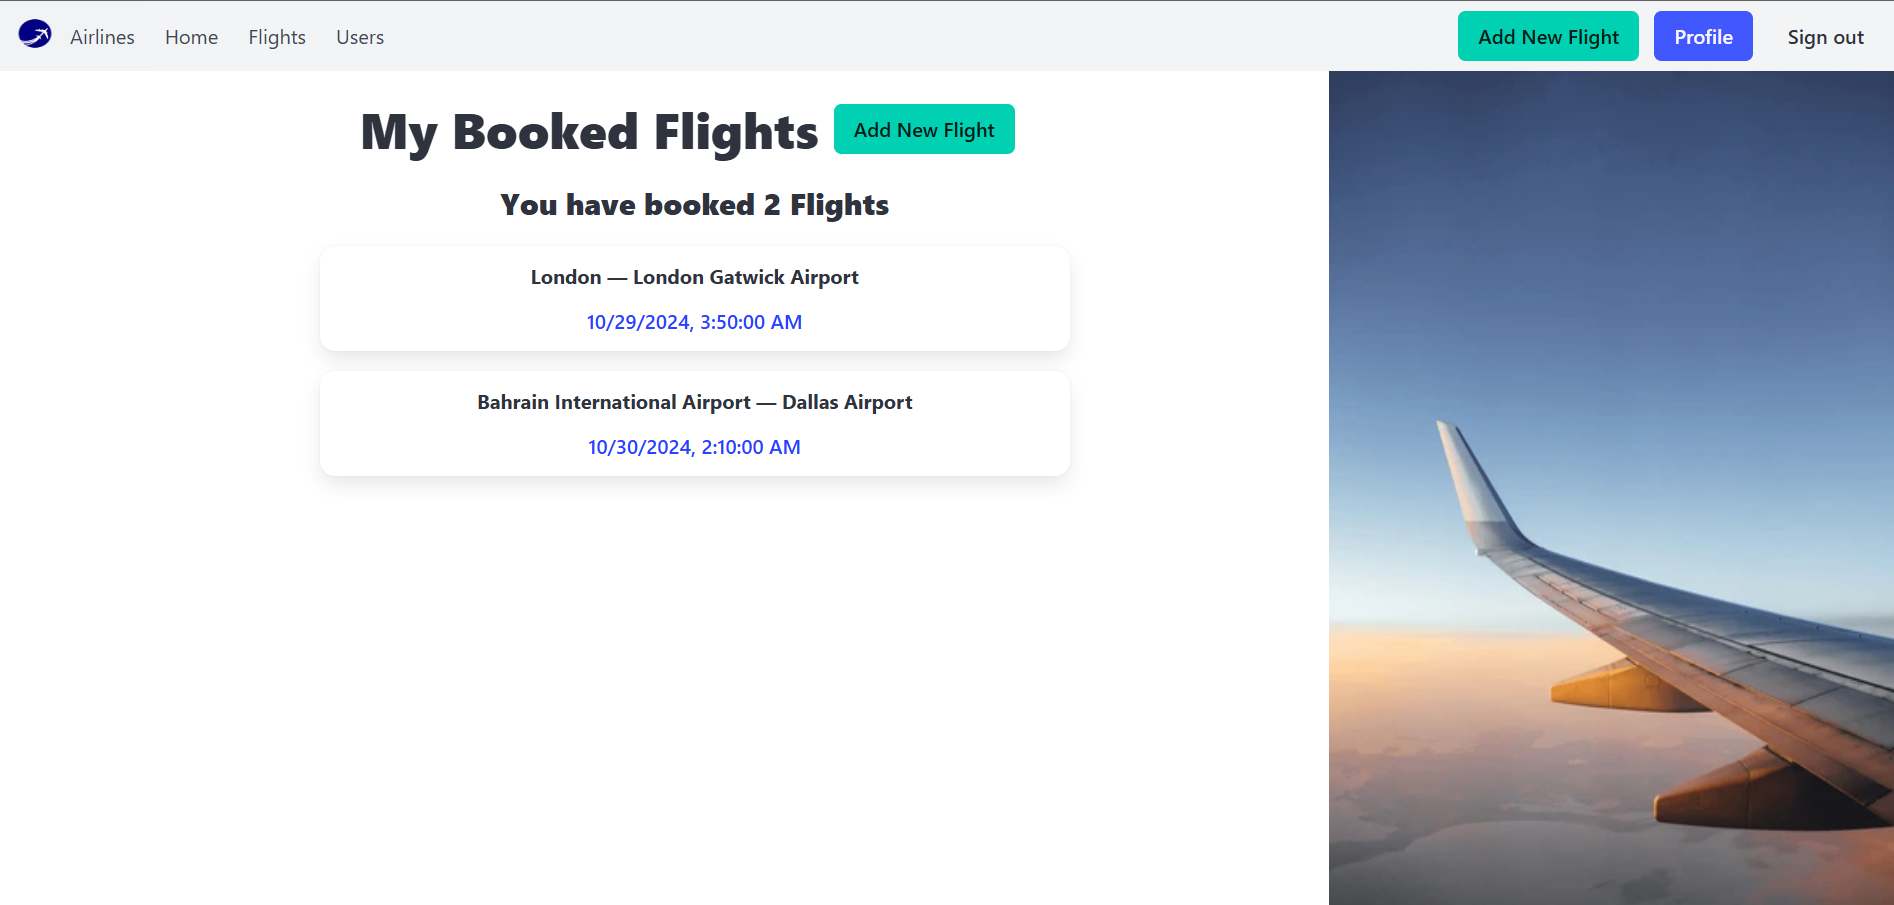 Airlines Home Flights Users Add New Flight Profile Sign out
My Booked Flights Add New Flight
You have booked 2 Flights
London — London Gatwick Airport
10/29/2024, 3:50:00 AM
Bahrain International Airport — Dallas Airport
10/30/2024, 2:10:00 AM